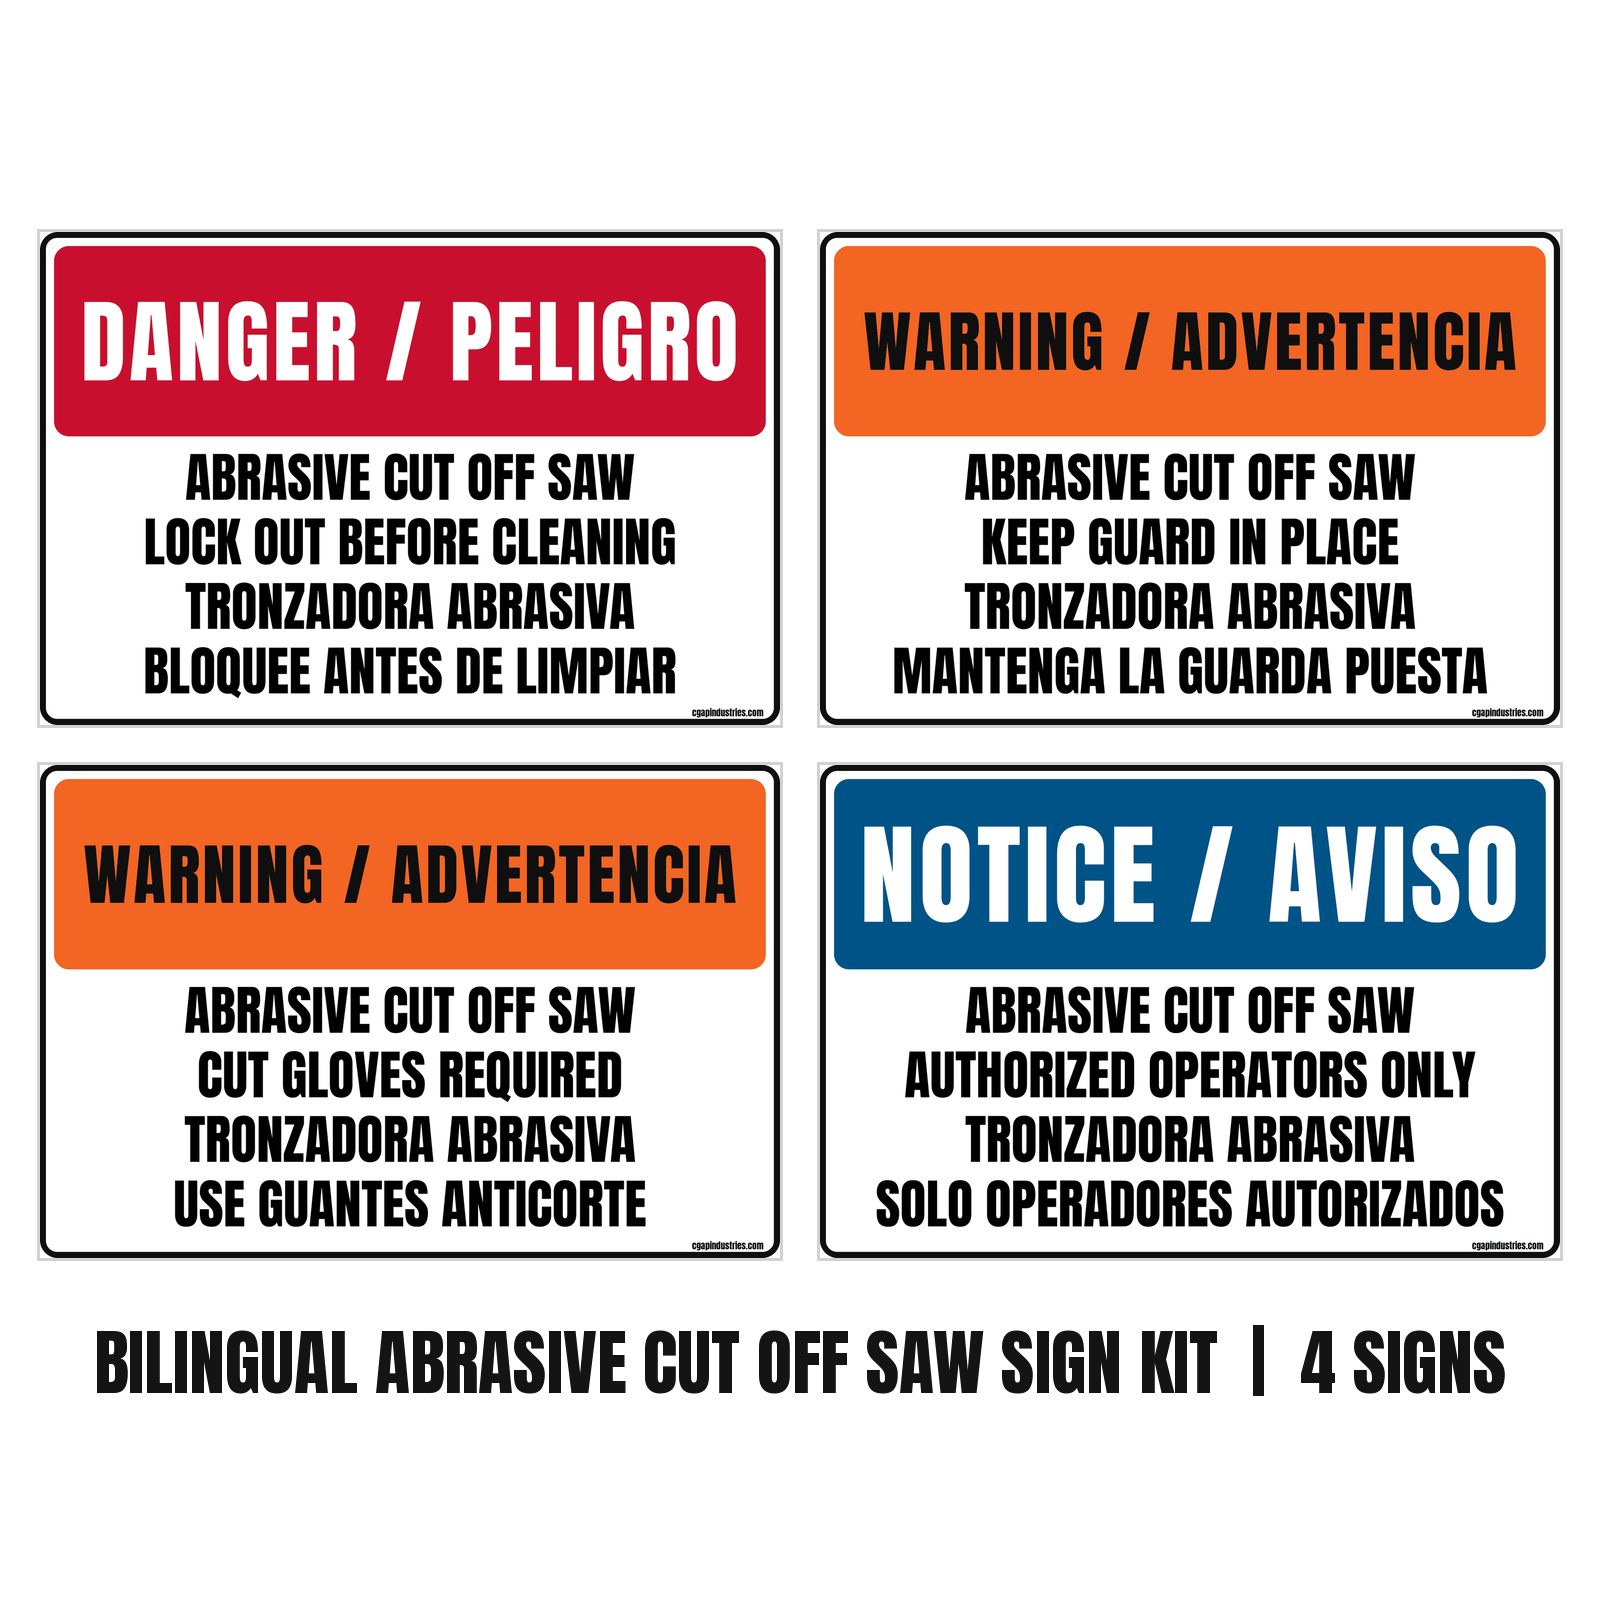 DANGER / PELIGRO
ABRASIVE CUT OFF SAW
LOCK OUT BEFORE CLEANING
TRONZADORA ABRASIVA
BLOQUEE ANTES DE LIMPIAR
cgapindustries.com
WARNING / ADVERTENCIA
ABRASIVE CUT OFF SAW
KEEP GUARD IN PLACE
TRONZADORA ABRASIVA
MANTENGA LA GUARDA PUESTA
cgapindustries.com
WARNING / ADVERTENCIA
ABRASIVE CUT OFF SAW
CUT GLOVES REQUIRED
TRONZADORA ABRASIVA
USE GUANTES ANTICORTE
cgapindustries.com
NOTICE / AVISO
ABRASIVE CUT OFF SAW
AUTHORIZED OPERATORS ONLY
TRONZADORA ABRASIVA
SOLO OPERADORES AUTORIZADOS
cgapindustries.com
BILINGUAL ABRASIVE CUT OFF SAW SIGN KIT | 4 SIGNS